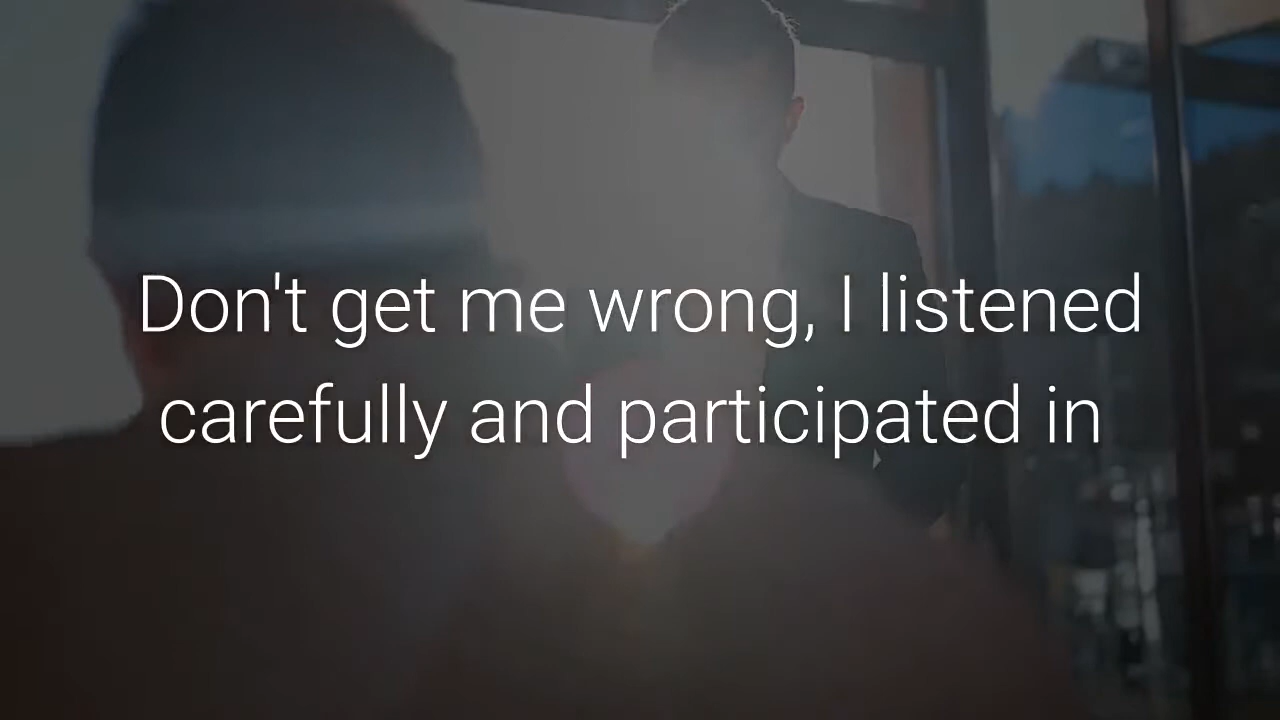 Don't get me wrong, I listened
carefully and participated in